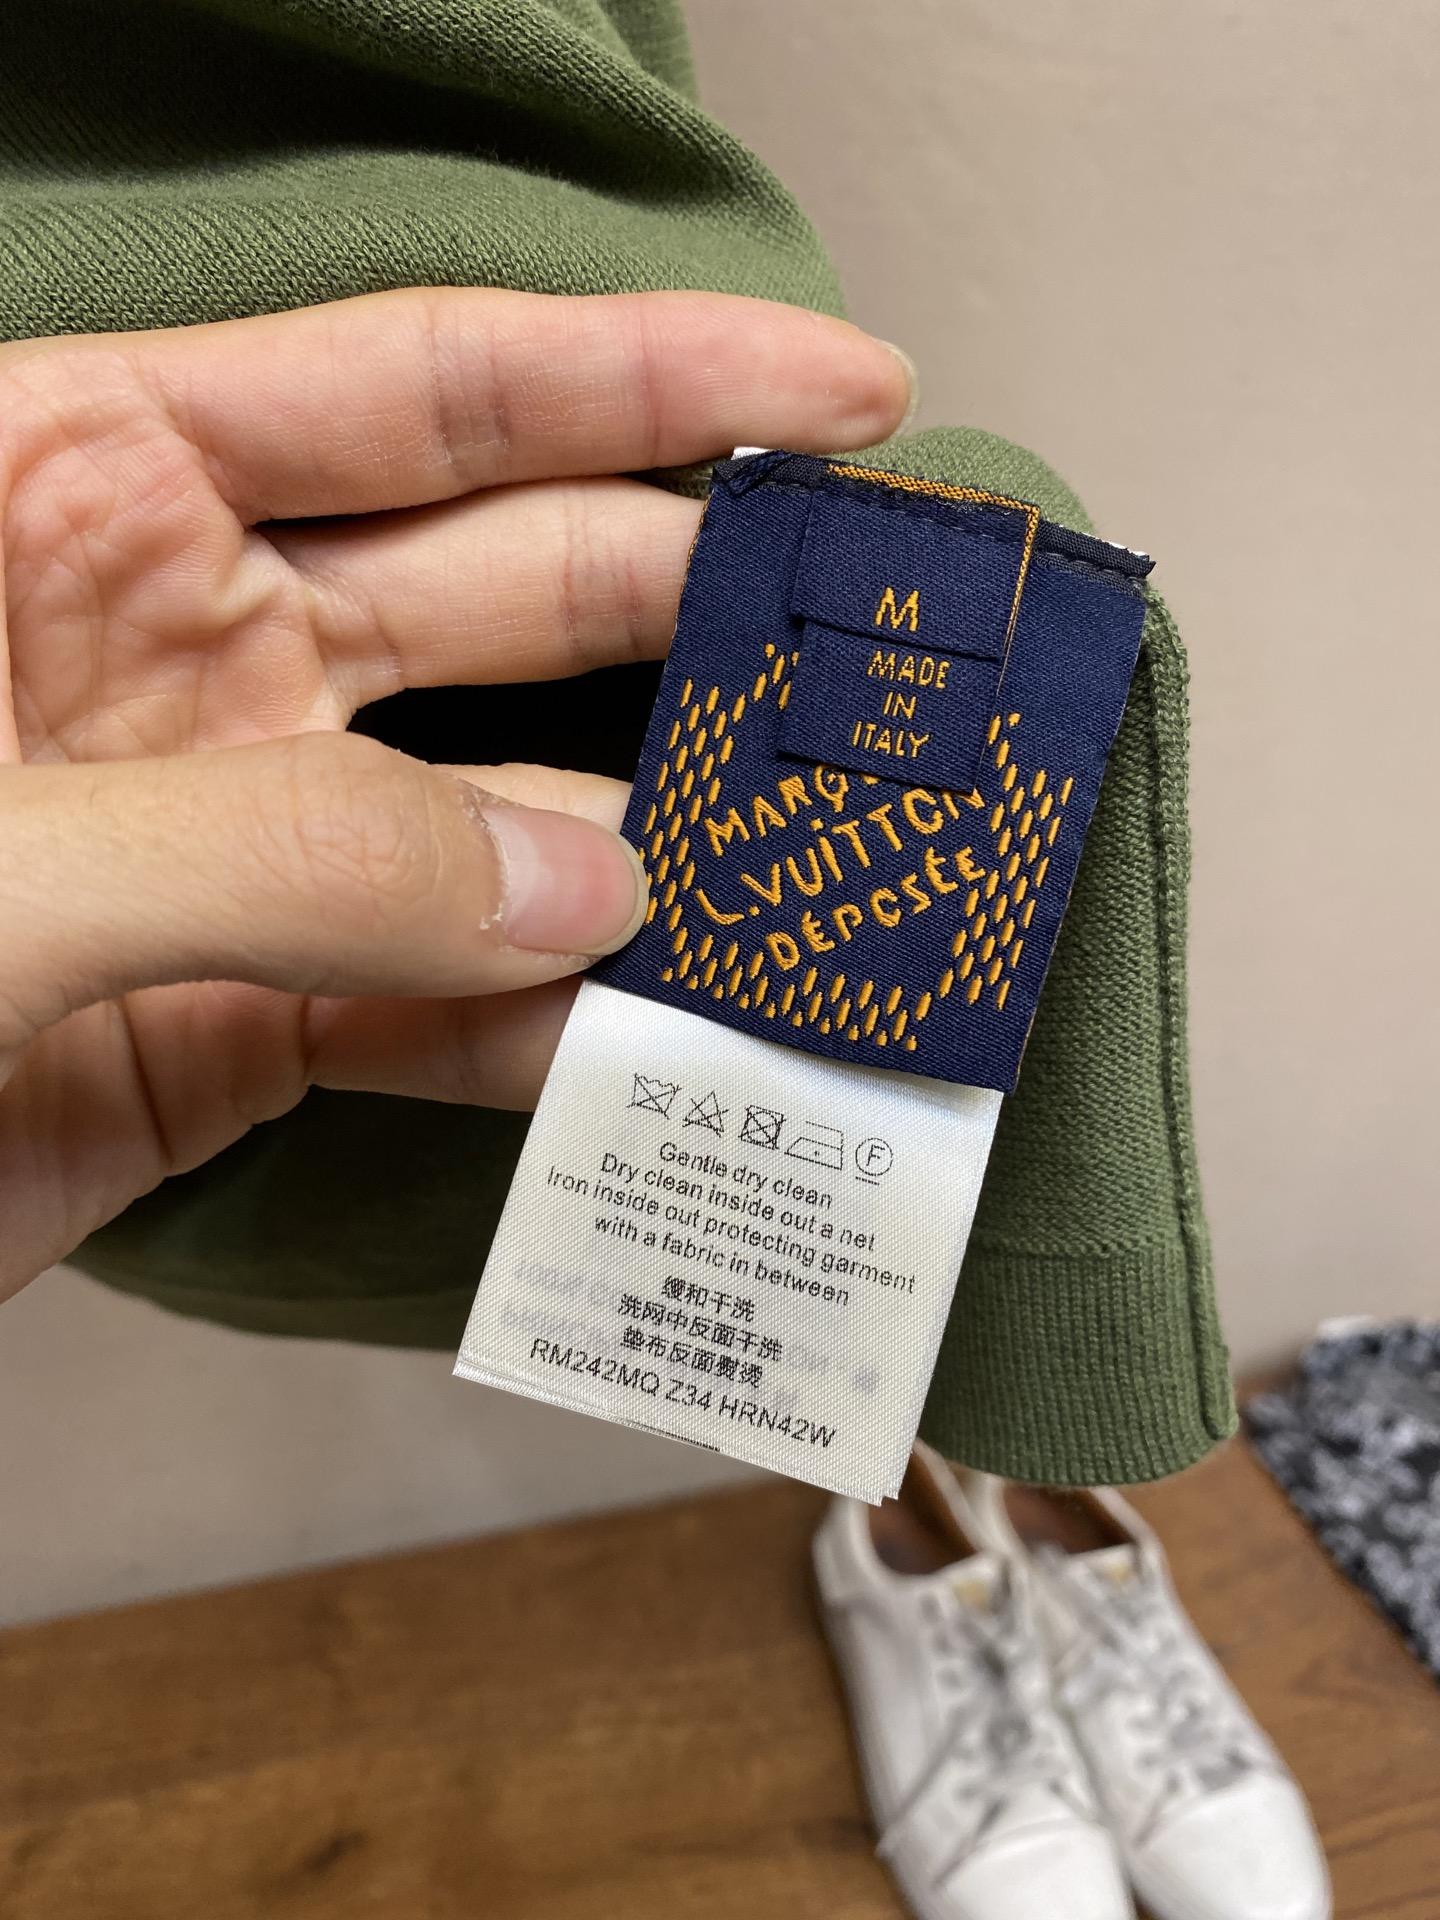 M
MADE
IN
ITALY
L.VUITTON
DÉPOSÉE
F
Gentle dry clean
Dry clean inside out a net
Iron inside out protecting garment
with a fabric in between
缓和干洗
洗网中反面干洗
垫布反面熨烫
RM242MQ Z34 HRN42W